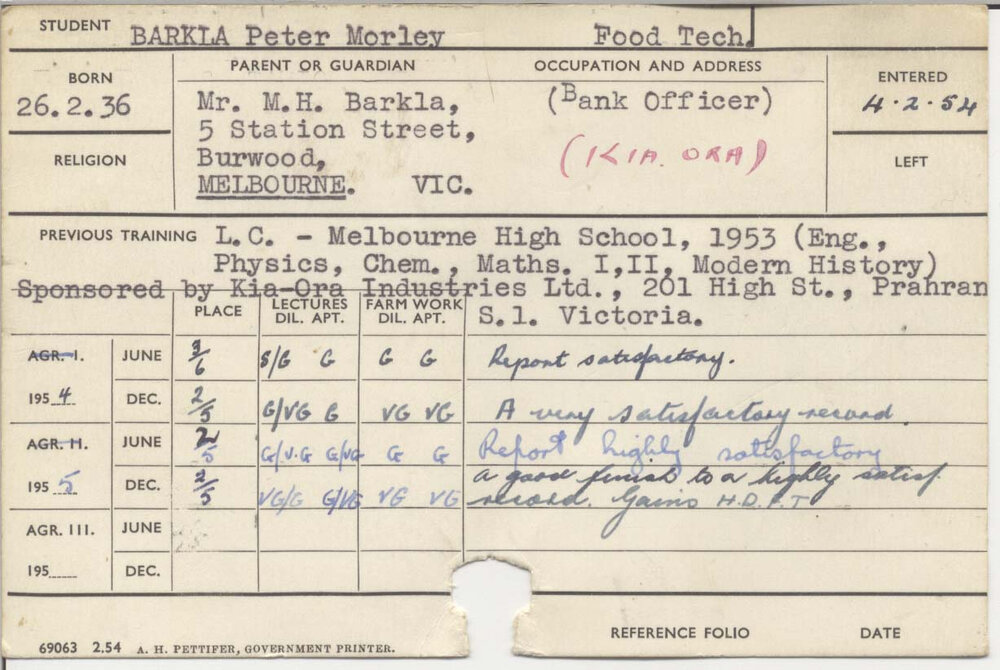 STUDENT BARKLA Peter Morley Food Tech.
BORN PARENT OR GUARDIAN OCCUPATION AND ADDRESS ENTERED
26.2.36 Mr. M.H. Barkla, (Bank Officer) 4.2.54
5 Station Street,
RELIGION Burwood, (KIA ORA) LEFT
MELBOURNE. VIC.
PREVIOUS TRAINING L.C. - Melbourne High School, 1953 (Eng.,
Physics, Chem., Maths. I,II, Modern History)
Sponsored by Kia-Ora Industries Ltd., 201 High St., Prahran
S.1. Victoria.
PLACE LECTURES FARM WORK
DIL. APT. DIL. APT.
AGR. I. JUNE 3/6 S/G G G G Report satisfactory.
195 4 DEC. 2/5 G/VG G VG VG A very satisfactory record
AGR. II. JUNE 2/5 G/V.G G/VG G G Report highly satisfactory
195 5 DEC. 2/5 VG/G G/VG VG VG A good finish to a highly satisf.
record. Gains H.D.F.T
AGR. III. JUNE
195 DEC.
REFERENCE FOLIO DATE
69063 2.54 A. H. PETTIFER, GOVERNMENT PRINTER.